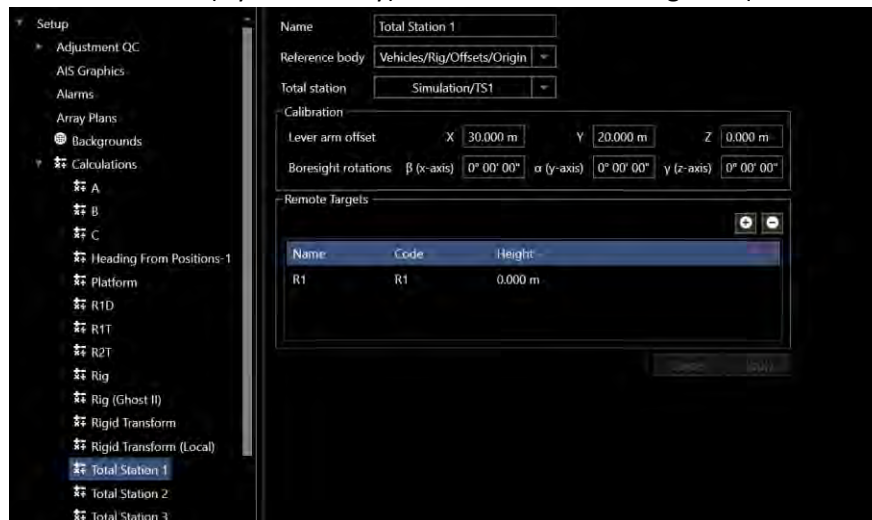 Setup
Adjustment QC
AIS Graphics
Alarms
Array Plans
Backgrounds
Calculations
A
B
C
Heading From Positions-1
Platform
R1D
R1T
R2T
Rig
Rig (Ghost II)
Rigid Transform
Rigid Transform (Local)
Total Station 1
Total Station 2
Total Station 3
Name Total Station 1
Reference body Vehicles/Rig/Offsets/Origin
Total station Simulation/TS1
Calibration
Lever arm offset X 30.000 m Y 20.000 m Z 0.000 m
Boresight rotations β (x-axis) 0° 00' 00" α (y-axis) 0° 00' 00" γ (z-axis) 0° 00' 00"
Remote Targets
Name Code Height
R1 R1 0.000 m